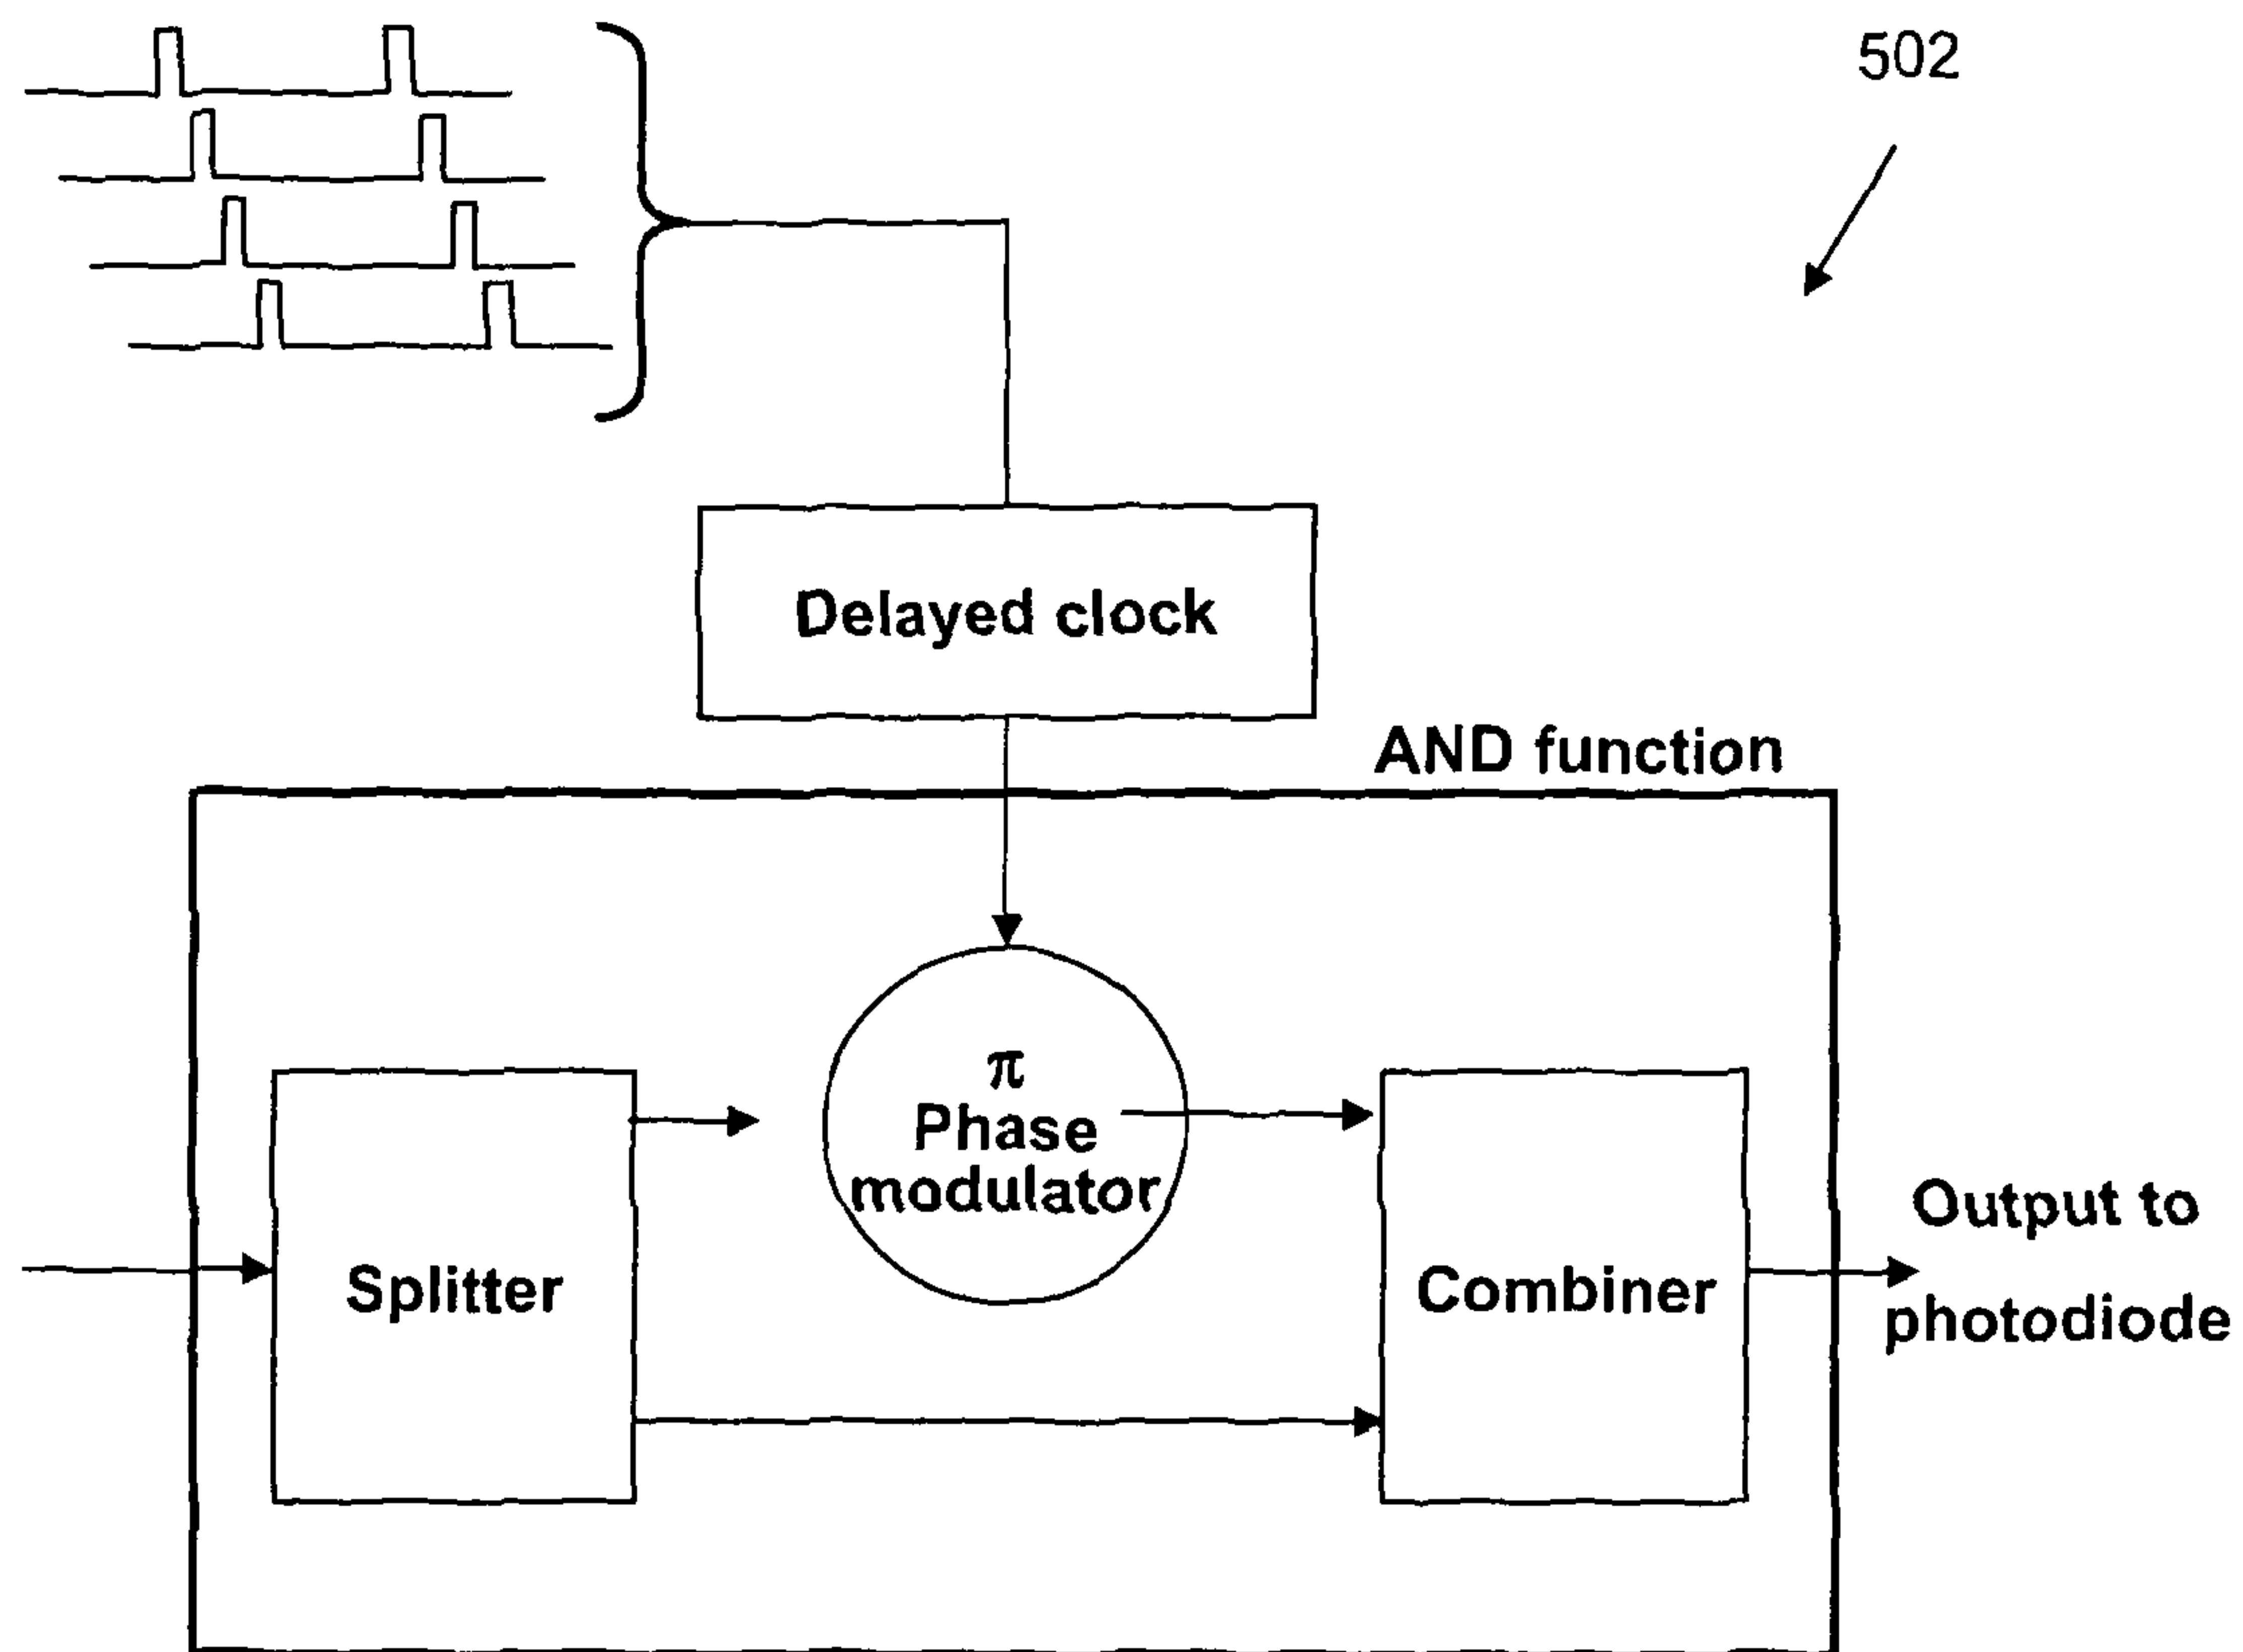 502
Delayed clock
AND function
π
Phase
modulator
Splitter
Combiner
Output to
photodiode